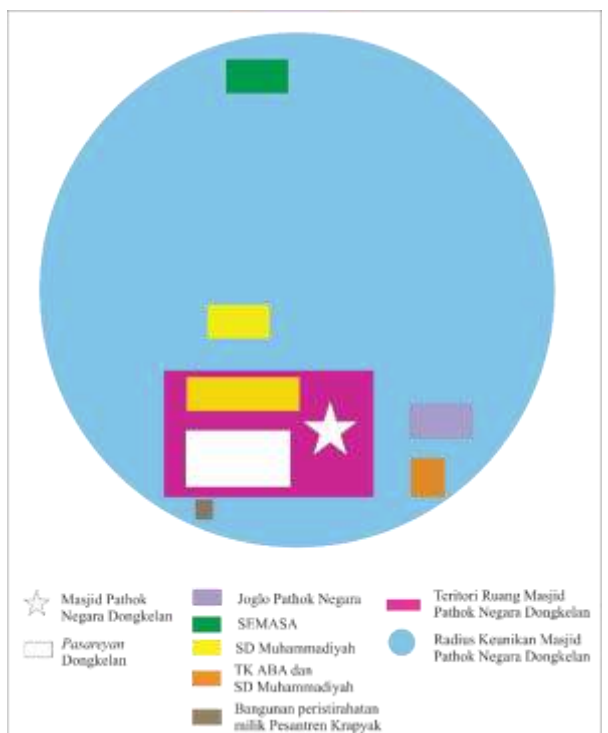 Masjid Pathok
Negara Dongkelan
Pasareyan
Dongkelan
Joglo Pathok Negara
SEMASA
SD Muhammadiyah
TK ABA dan
SD Muhammadiyah
Bangunan peristirahatan
milik Pesantren Krapyak
Teritori Ruang Masjid
Pathok Negara Dongkelan
Radius Keunikan Masjid
Pathok Negara Dongkelan